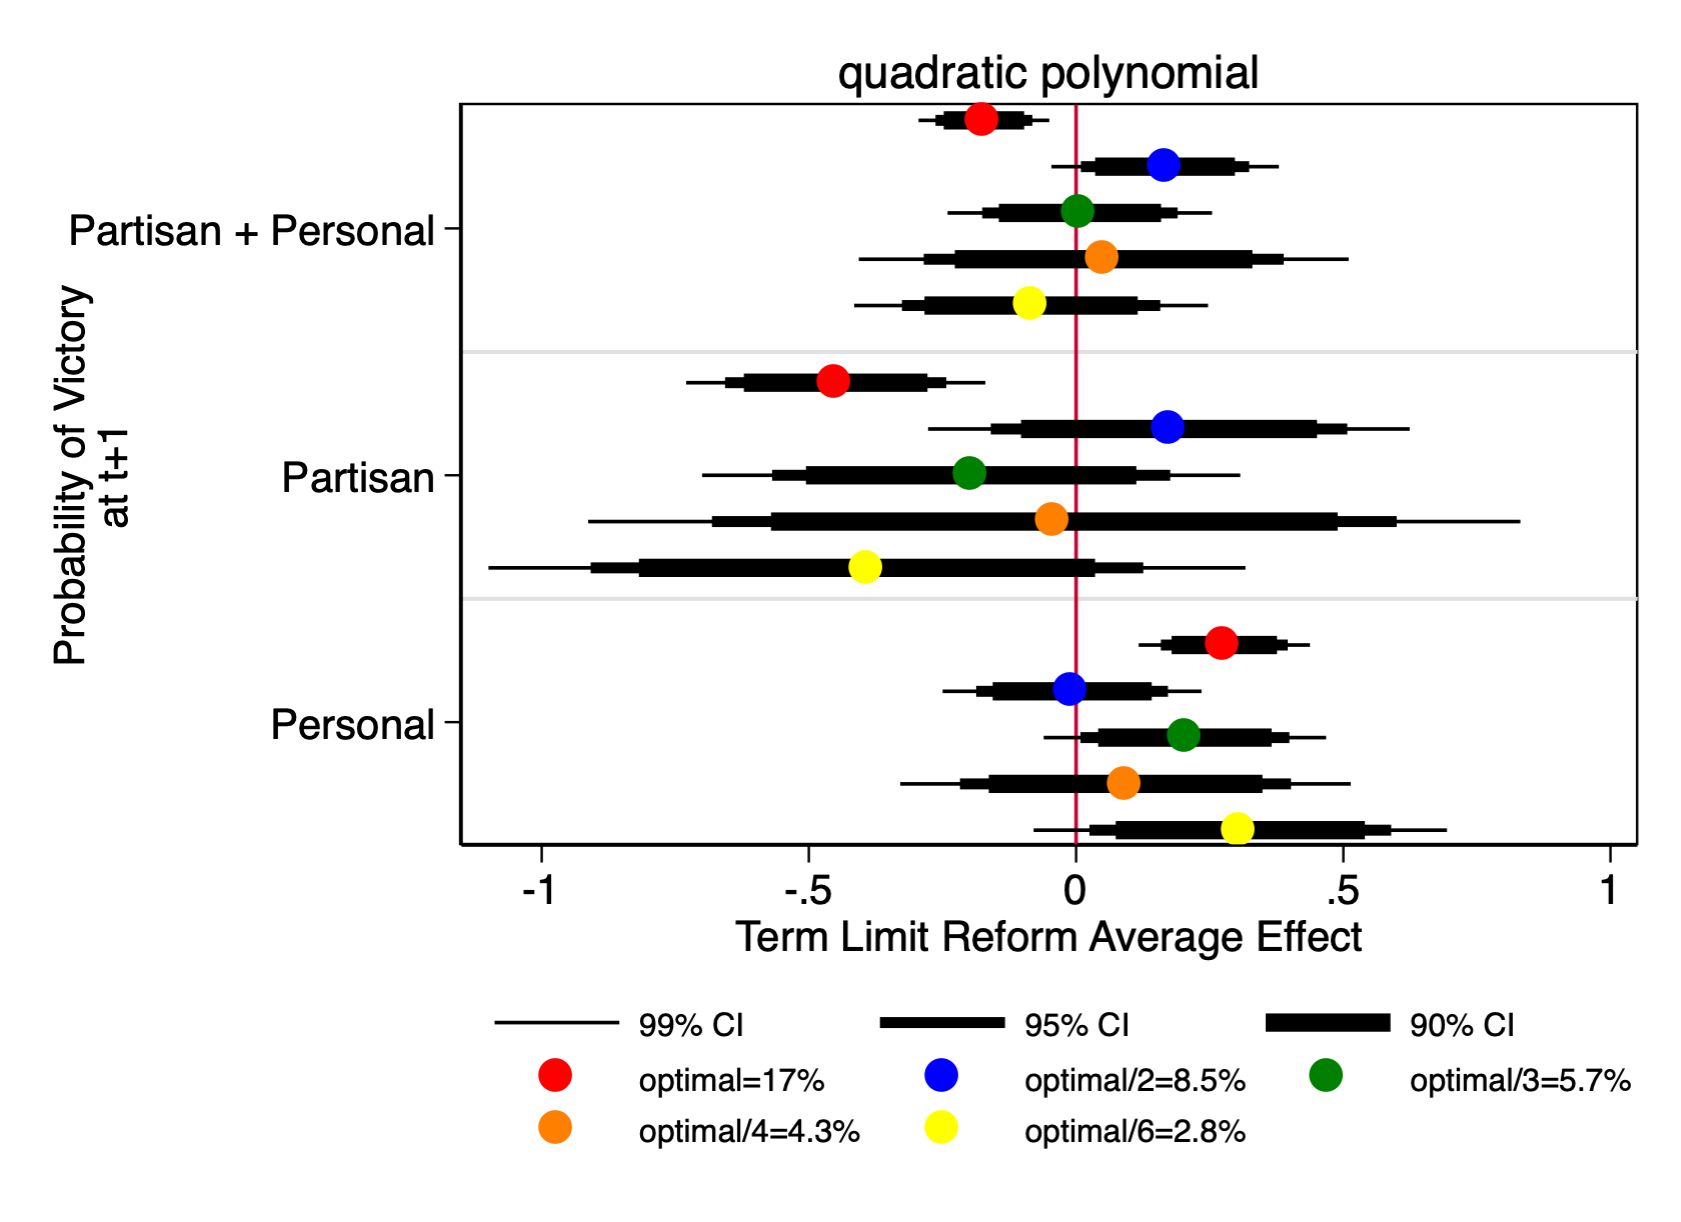 quadratic polynomial
Probability of Victory
at t+1
Partisan + Personal
Partisan
Personal
-1
-.5
0
.5
1
Term Limit Reform Average Effect
99% CI
95% CI
90% CI
optimal=17%
optimal/2=8.5%
optimal/3=5.7%
optimal/4=4.3%
optimal/6=2.8%